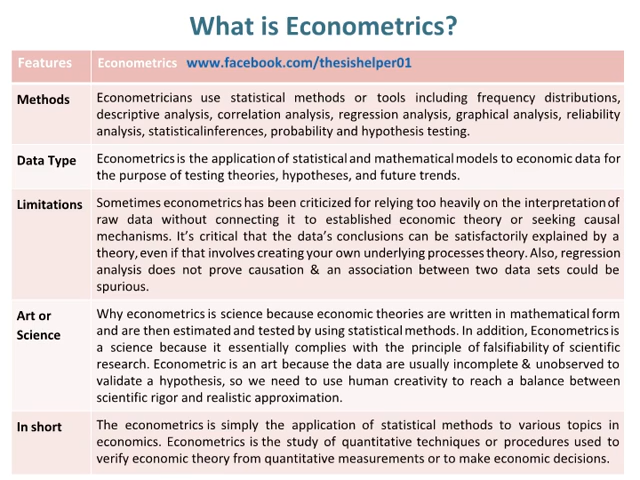 What is Econometrics?
Features Econometrics www.facebook.com/thesishelper01
Methods Econometricians use statistical methods or tools including frequency distributions,
descriptive analysis, correlation analysis, regression analysis, graphical analysis, reliability
analysis, statisticalinferences, probability and hypothesis testing.
Data Type Econometrics is the application of statistical and mathematical models to economic data for
the purpose of testing theories, hypotheses, and future trends.
Limitations Sometimes econometrics has been criticized for relying too heavily on the interpretation of
raw data without connecting it to established economic theory or seeking causal
mechanisms. It’s critical that the data’s conclusions can be satisfactorily explained by a
theory, even if that involves creating your own underlying processes theory. Also, regression
analysis does not prove causation & an association between two data sets could be
spurious.
Art or Science Why econometrics is science because economic theories are written in mathematical form
and are then estimated and tested by using statistical methods. In addition, Econometrics is
a science because it essentially complies with the principle of falsifiability of scientific
research. Econometric is an art because the data are usually incomplete & unobserved to
validate a hypothesis, so we need to use human creativity to reach a balance between
scientific rigor and realistic approximation.
In short The econometrics is simply the application of statistical methods to various topics in
economics. Econometrics is the study of quantitative techniques or procedures used to
verify economic theory from quantitative measurements or to make economic decisions.